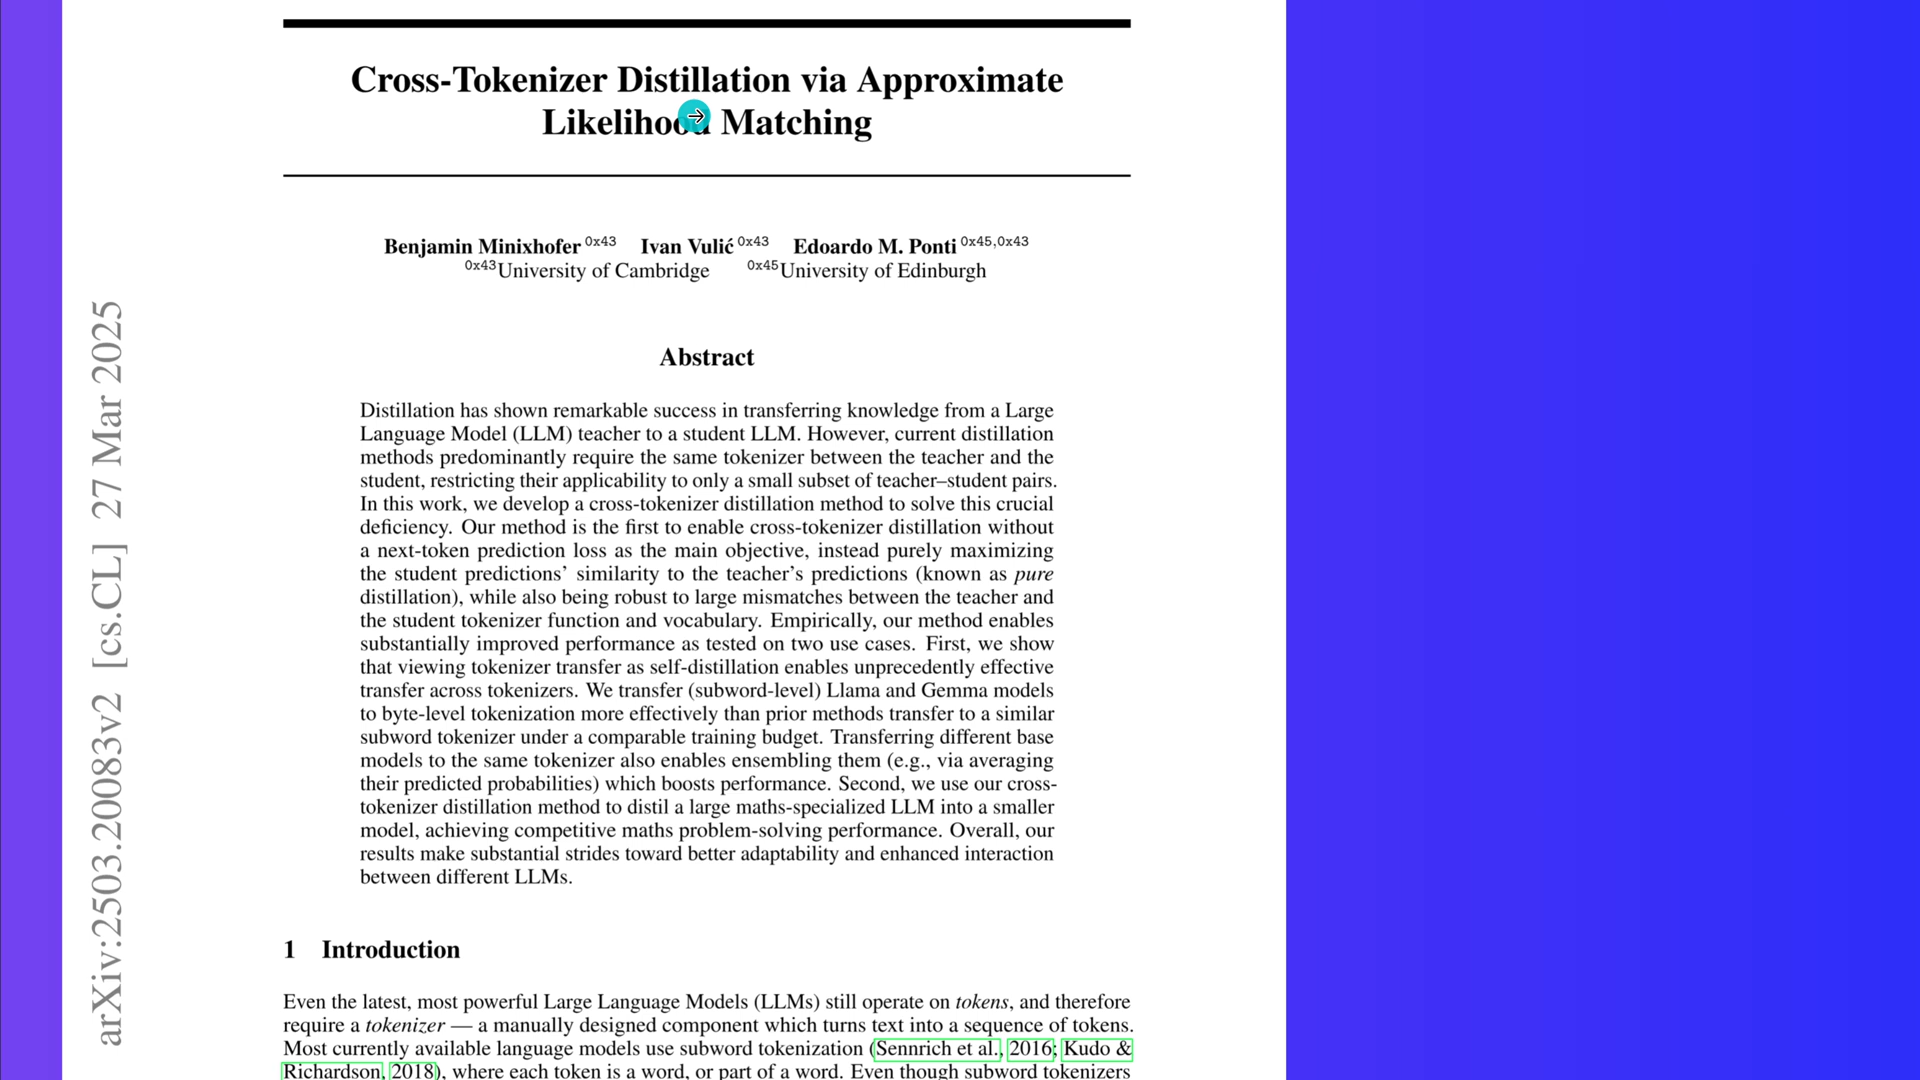 Cross-Tokenizer Distillation via Approximate
Likelihood Matching
Benjamin Minixhofer 0x43 Ivan Vulić 0x43 Edoardo M. Ponti 0x45,0x43
0x43 University of Cambridge 0x45 University of Edinburgh
Abstract
Distillation has shown remarkable success in transferring knowledge from a Large
Language Model (LLM) teacher to a student LLM. However, current distillation
methods predominantly require the same tokenizer between the teacher and the
student, restricting their applicability to only a small subset of teacher–student pairs.
In this work, we develop a cross-tokenizer distillation method to solve this crucial
deficiency. Our method is the first to enable cross-tokenizer distillation without
a next-token prediction loss as the main objective, instead purely maximizing
the student predictions’ similarity to the teacher’s predictions (known as pure
distillation), while also being robust to large mismatches between the teacher and
the student tokenizer function and vocabulary. Empirically, our method enables
substantially improved performance as tested on two use cases. First, we show
that viewing tokenizer transfer as self-distillation enables unprecedently effective
transfer across tokenizers. We transfer (subword-level) Llama and Gemma models
to byte-level tokenization more effectively than prior methods transfer to a similar
subword tokenizer under a comparable training budget. Transferring different base
models to the same tokenizer also enables ensembling them (e.g., via averaging
their predicted probabilities) which boosts performance. Second, we use our cross-
tokenizer distillation method to distil a large maths-specialized LLM into a smaller
model, achieving competitive maths problem-solving performance. Overall, our
results make substantial strides toward better adaptability and enhanced interaction
between different LLMs.
1 Introduction
Even the latest, most powerful Large Language Models (LLMs) still operate on tokens, and therefore
require a tokenizer — a manually designed component which turns text into a sequence of tokens.
Most currently available language models use subword tokenization (Sennrich et al., 2016; Kudo &
Richardson, 2018), where each token is a word, or part of a word. Even though subword tokenizers
arXiv:2503.20083v2 [cs.CL] 27 Mar 2025